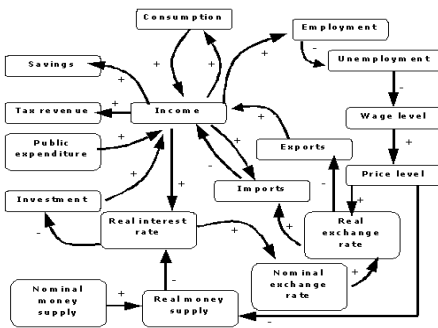 Consumption
Employment
Savings
Unemployment
Tax revenue
Income
Wage level
Public
expenditure
Exports
Price level
Investment
Imports
Real interest
rate
Real
exchange
rate
Nominal
exchange
rate
Nominal
money
supply
Real money
supply
+
+
+
+
-
+
-
+
+
+
-
+
+
-
+
+
-
+
-
+
+
-
+
-